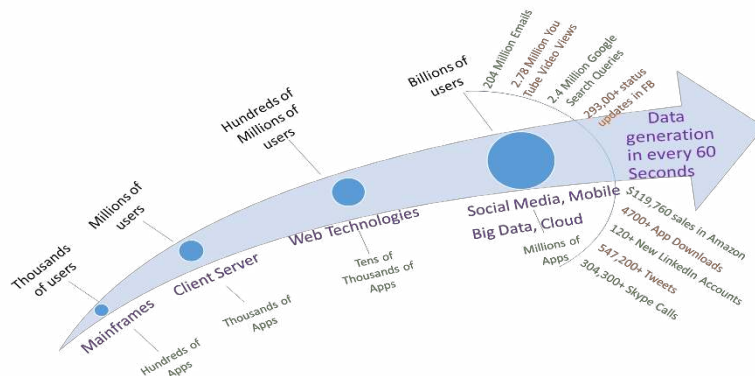 Thousands
of users
Mainframes
Hundreds of
Apps
Millions of
users
Client Server
Thousands of
Apps
Hundreds of
Millions of
users
Web Technologies
Tens of
Thousands of
Apps
Billions of
users
Social Media, Mobile
Big Data, Cloud
Millions of
Apps
204 Million Emails
2.78 Million You
Tube Video Views
2.4 Million Google
Search Queries
293,00+ status
updates in FB
Data
generation
in every 60
Seconds
$119,760 sales in Amazon
4700+ App Downloads
120+ New LinkedIn Accounts
547,200+ Tweets
304,300+ Skype Calls